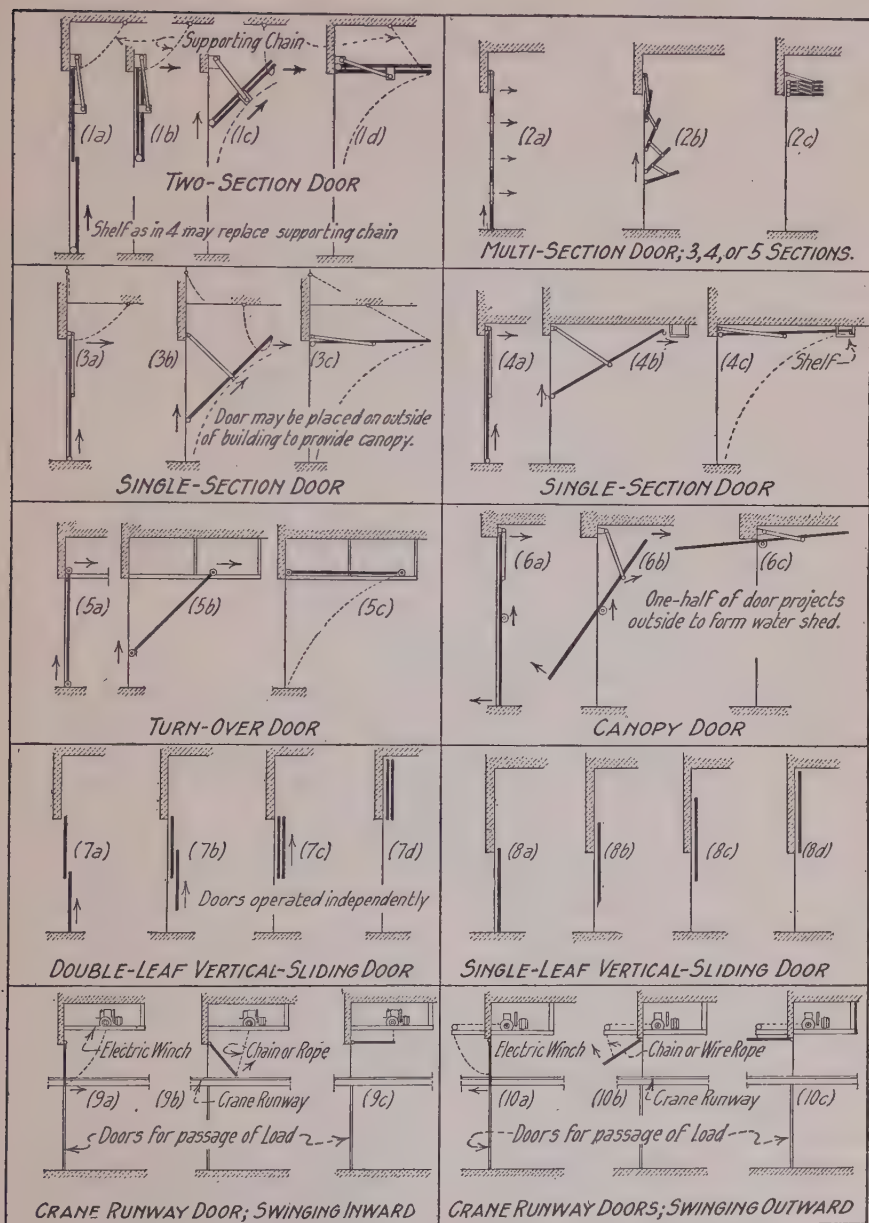 Supporting Chain
(1a) (1b) (1c) (1d)
TWO-SECTION DOOR
Shelf as in 4 may replace supporting chain
(2a) (2b) (2c)
MULTI-SECTION DOOR; 3, 4, OR 5 SECTIONS.
(3a) (3b) (3c)
Door may be placed on outside
of building to provide canopy.
SINGLE-SECTION DOOR
(4a) (4b) (4c)
Shelf
SINGLE-SECTION DOOR
(5a) (5b) (5c)
TURN-OVER DOOR
(6a) (6b) (6c)
One-half of door projects
outside to form water shed.
CANOPY DOOR
(7a) (7b) (7c) (7d)
Doors operated independently
DOUBLE-LEAF VERTICAL-SLIDING DOOR
(8a) (8b) (8c) (8d)
SINGLE-LEAF VERTICAL-SLIDING DOOR
Electric Winch Chain or Rope
(9a) (9b) Crane Runway (9c)
Doors for passage of Load
CRANE RUNWAY DOOR; SWINGING INWARD
Electric Winch Chain or Wire Rope
(10a) (10b) Crane Runway (10c)
Doors for passage of Load
CRANE RUNWAY DOORS; SWINGING OUTWARD